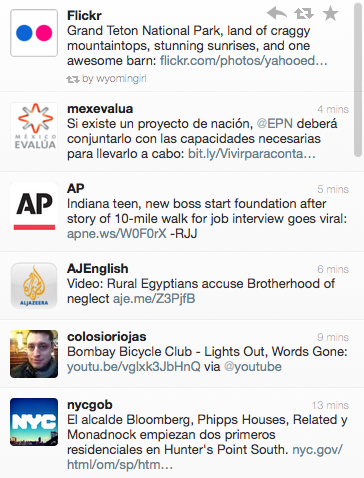 Flickr
Grand Teton National Park, land of craggy
mountaintops, stunning sunrises, and one
awesome barn: flickr.com/photos/yahooed…
by wyomingirl
MÉXICO
EVALÚA
mexevalua 4 mins
Si existe un proyecto de nación, @EPN deberá
conjuntarlo con las capacidades necesarias
para llevarlo a cabo: bit.ly/Vivirparaconta…
AP
AP 5 mins
Indiana teen, new boss start foundation after
story of 10-mile walk for job interview goes viral:
apne.ws/W0F0rX -RJJ
ALJAZEERA
AJEnglish 6 mins
Video: Rural Egyptians accuse Brotherhood of
neglect aje.me/Z3PjfB
colosioriojas 9 mins
Bombay Bicycle Club - Lights Out, Words Gone:
youtu.be/vglxk3JbHnQ via @youtube
NYC
nycgob 13 mins
El alcalde Bloomberg, Phipps Houses, Related y
Monadnock empiezan dos primeros
residenciales en Hunter's Point South. nyc.gov/
html/om/sp/htm…